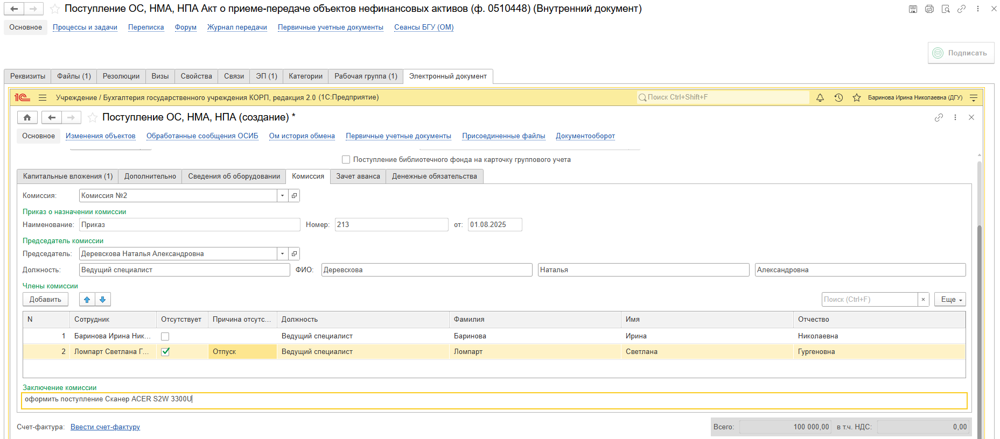 Поступление ОС, НМА, НПА Акт о приеме-передаче объектов нефинансовых активов (ф. 0510448) (Внутренний документ)
Основное Процессы и задачи Переписка Форум Журнал передачи Первичные учетные документы Сеансы БГУ (ОМ)
Подписать
Реквизиты Файлы (1) Резолюции Визы Свойства Связи ЭП (1) Категории Рабочая группа (1) Электронный документ
1С Учреждение / Бухгалтерия государственного учреждения КОРП, редакция 2.0 (1С:Предприятие) Поиск Ctrl+Shift+F Баринова Ирина Николаевна (ДГУ)
Поступление ОС, НМА, НПА (создание) *
Основное Изменения объектов Обработанные сообщения ОСИБ Ом история обмена Первичные учетные документы Присоединенные файлы Документооборот
Поступление библиотечного фонда на карточку группового учета
Капитальные вложения (1) Дополнительно Сведения об оборудовании Комиссия Зачет аванса Денежные обязательства
Комиссия: Комиссия №2
Приказ о назначении комиссии
Наименование: Приказ Номер: 213 от: 01.08.2025
Председатель комиссии
Председатель: Деревскова Наталья Александровна
Должность: Ведущий специалист ФИО: Деревскова Наталья Александровна
Члены комиссии
Добавить Поиск (Ctrl+F) × Еще
N Сотрудник Отсутствует Причина отсутс... Должность Фамилия Имя Отчество
1 Баринова Ирина Ник... Ведущий специалист Баринова Ирина Николаевна
2 Ломпарт Светлана Г... Отпуск Ведущий специалист Ломпарт Светлана Гургеновна
Заключение комиссии
оформить поступление Сканер ACER S2W 3300U
Счет-фактура: Ввести счет-фактуру Всего: 100 000,00 в т.ч. НДС: 0,00